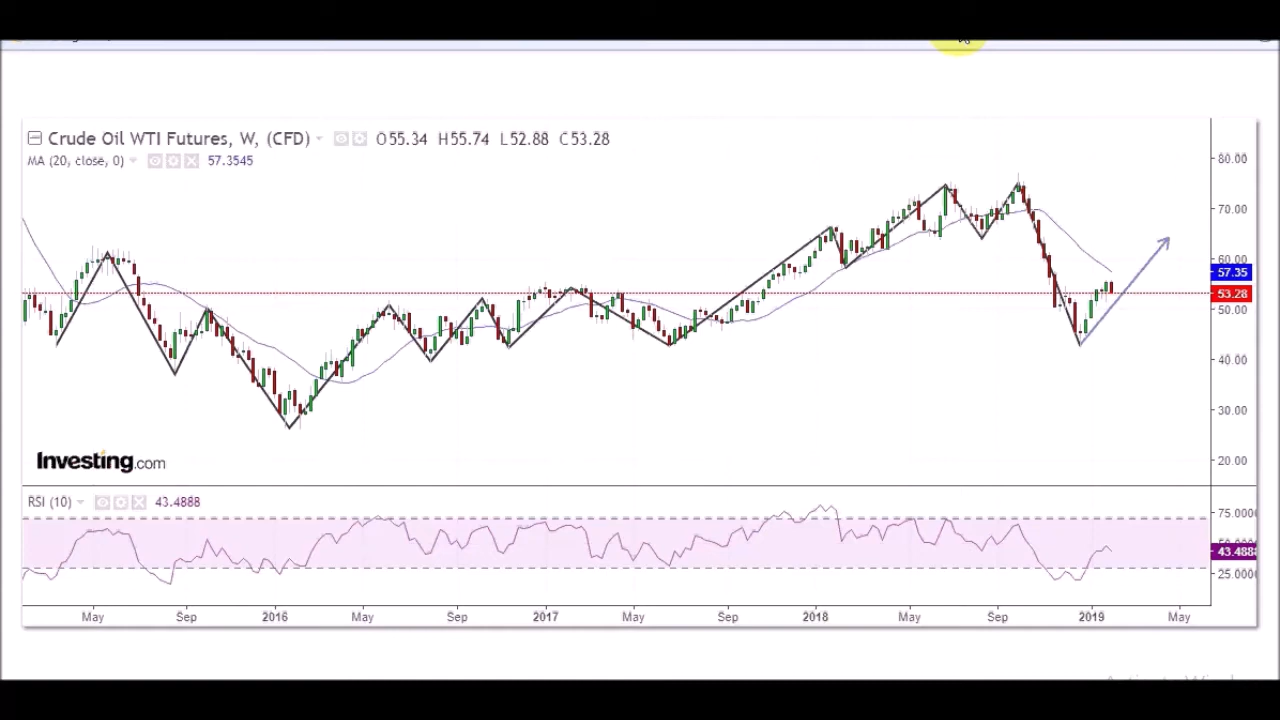 Crude Oil WTI Futures, W, (CFD) O55.34 H55.74 L52.88 C53.28
MA (20, close, 0) 57.3545
80.00
70.00
60.00
57.35
53.28
50.00
40.00
30.00
20.00
Investing.com
RSI (10) 43.4888
75.0000
43.4888
25.0000
May Sep 2016 May Sep 2017 May Sep 2018 May Sep 2019 May